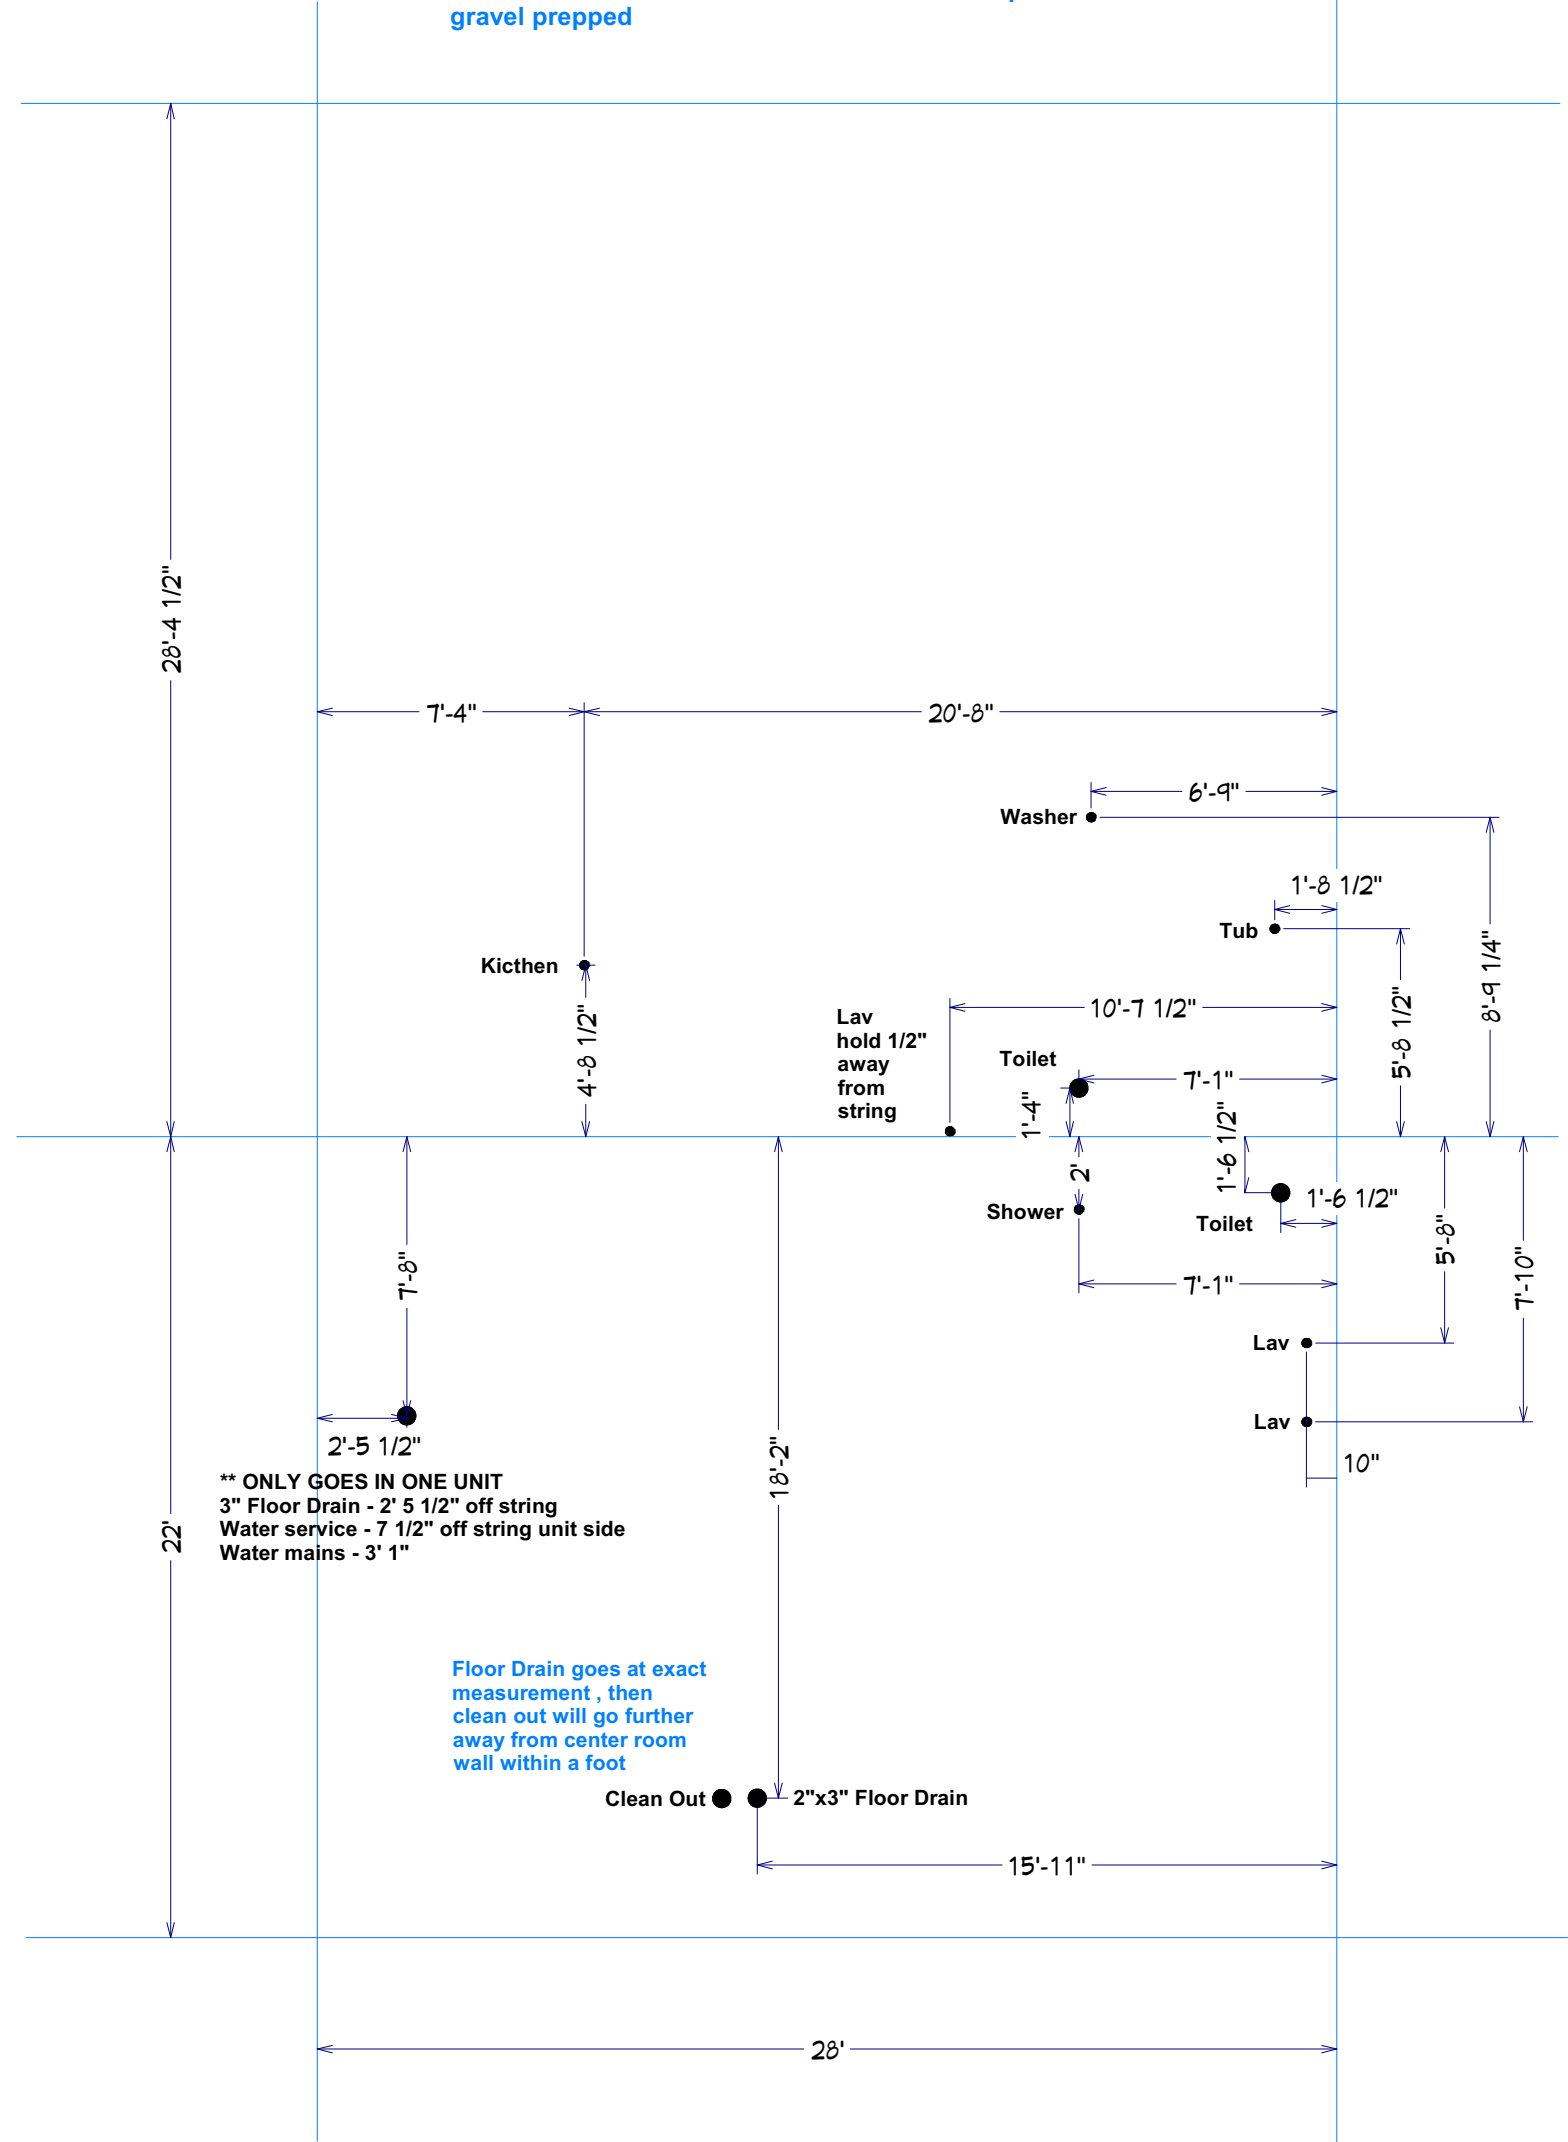 gravel prepped
28'-4 1/2"
7'-4"
20'-8"
6'-9"
Washer
1'-8 1/2"
Tub
8'-9 1/4"
Kicthen
4'-8 1/2"
10'-7 1/2"
5'-8 1/2"
Lav
hold 1/2"
away
from
string
Toilet
7'-1"
1'-4"
1'-6 1/2"
2'
Shower
1'-6 1/2"
Toilet
7'-1"
5'-8"
7'-10"
7'-8"
Lav
Lav
10"
2'-5 1/2"
18'-2"
** ONLY GOES IN ONE UNIT
3" Floor Drain - 2' 5 1/2" off string
Water service - 7 1/2" off string unit side
Water mains - 3' 1"
22'
Floor Drain goes at exact
measurement , then
clean out will go further
away from center room
wall within a foot
Clean Out
2"x3" Floor Drain
15'-11"
28'